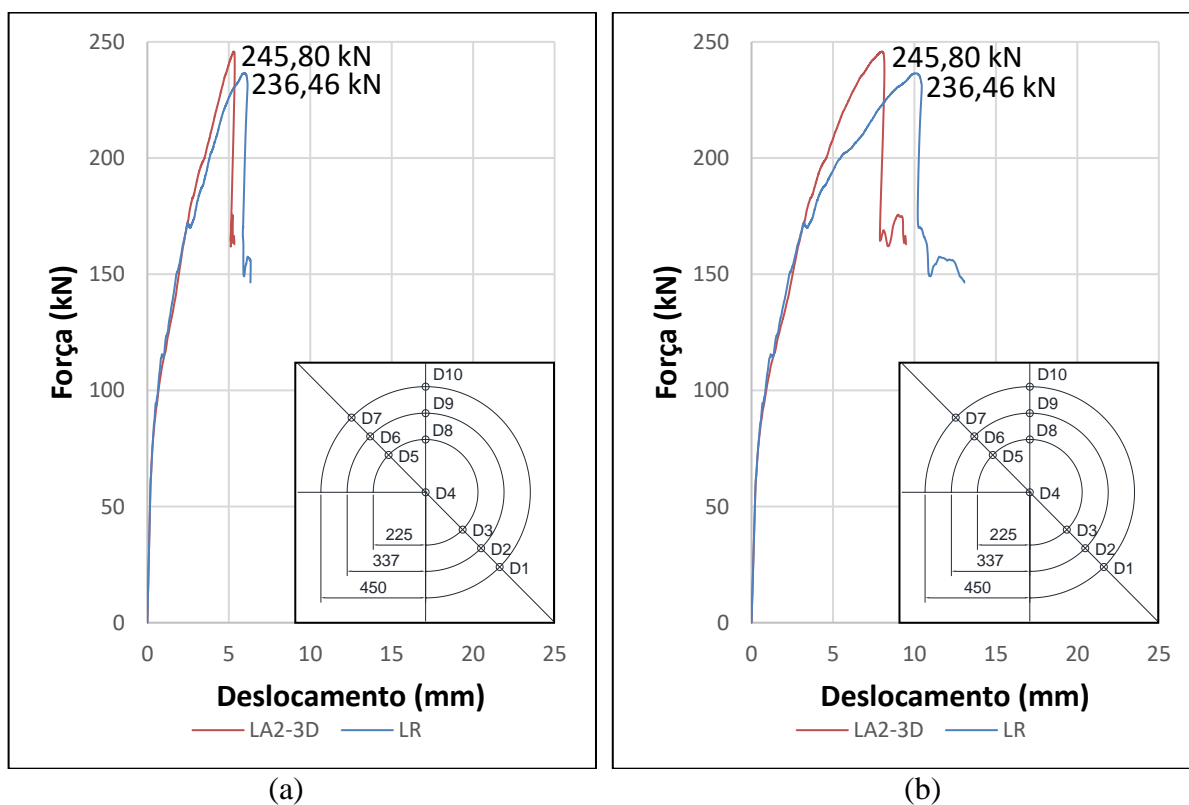 250
245,80 kN
236,46 kN
200
150
100
50
0
Força (kN)
D10
D9
D8
D7
D6
D5
D4
D3
D2
D1
225
337
450
0 5 10 15 20 25
Deslocamento (mm)
LA2-3D LR
(a)
250
245,80 kN
236,46 kN
200
150
100
50
0
Força (kN)
D10
D9
D8
D7
D6
D5
D4
D3
D2
D1
225
337
450
0 5 10 15 20 25
Deslocamento (mm)
LA2-3D LR
(b)